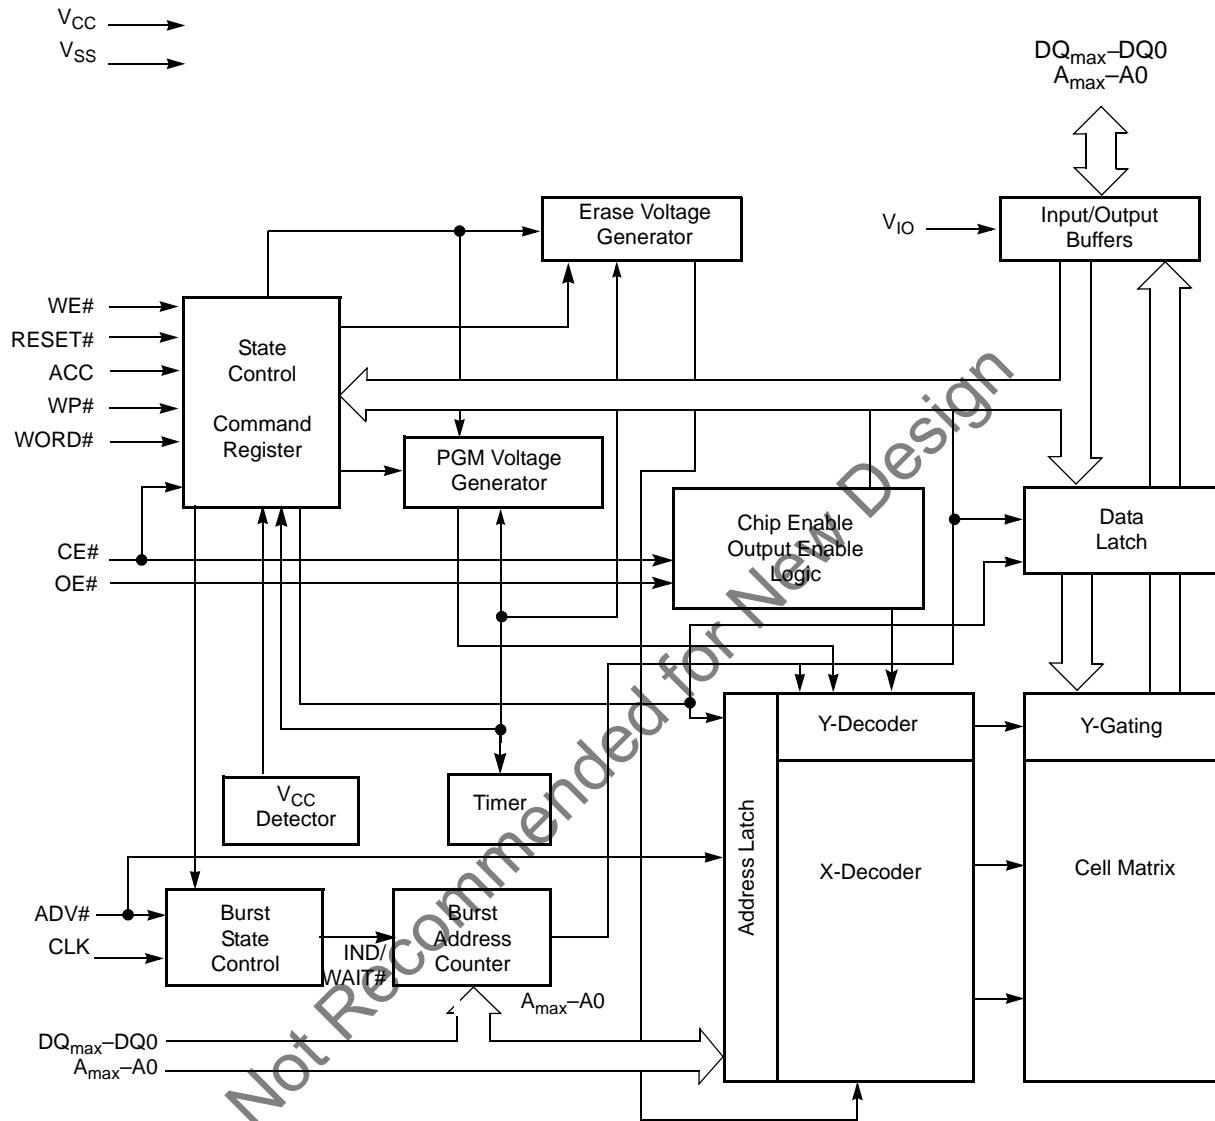 VCC
VSS
DQmax–DQ0
Amax–A0
Erase Voltage
Generator
VIO
Input/Output
Buffers
WE#
RESET#
ACC
WP#
WORD#
State
Control
Command
Register
PGM Voltage
Generator
CE#
OE#
Chip Enable
Output Enable
Logic
Data
Latch
VCC
Detector
Timer
Address Latch
Y-Decoder
Y-Gating
X-Decoder
Cell Matrix
ADV#
CLK
Burst
State
Control
IND/
WAIT#
Burst
Address
Counter
Amax–A0
DQmax–DQ0
Amax–A0
Not Recommended for New Design